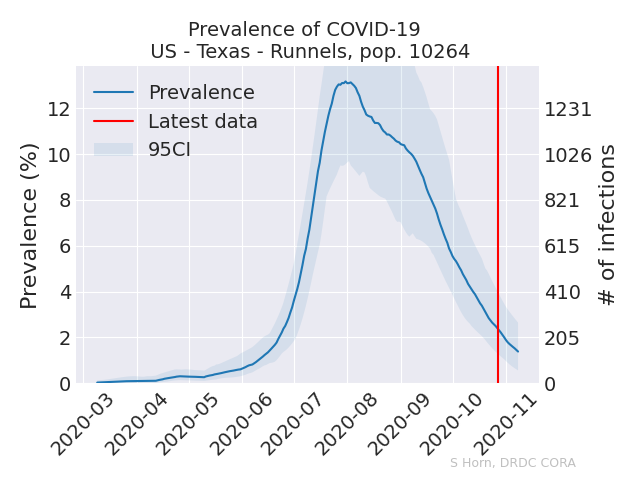 Prevalence of COVID-19
US - Texas - Runnels, pop. 10264
Prevalence
Latest data
95CI
Prevalence (%)
12
10
8
6
4
2
0
1231
1026
821
615
410
205
0
# of infections
2020-03
2020-04
2020-05
2020-06
2020-07
2020-08
2020-09
2020-10
2020-11
S Horn, DRDC CORA